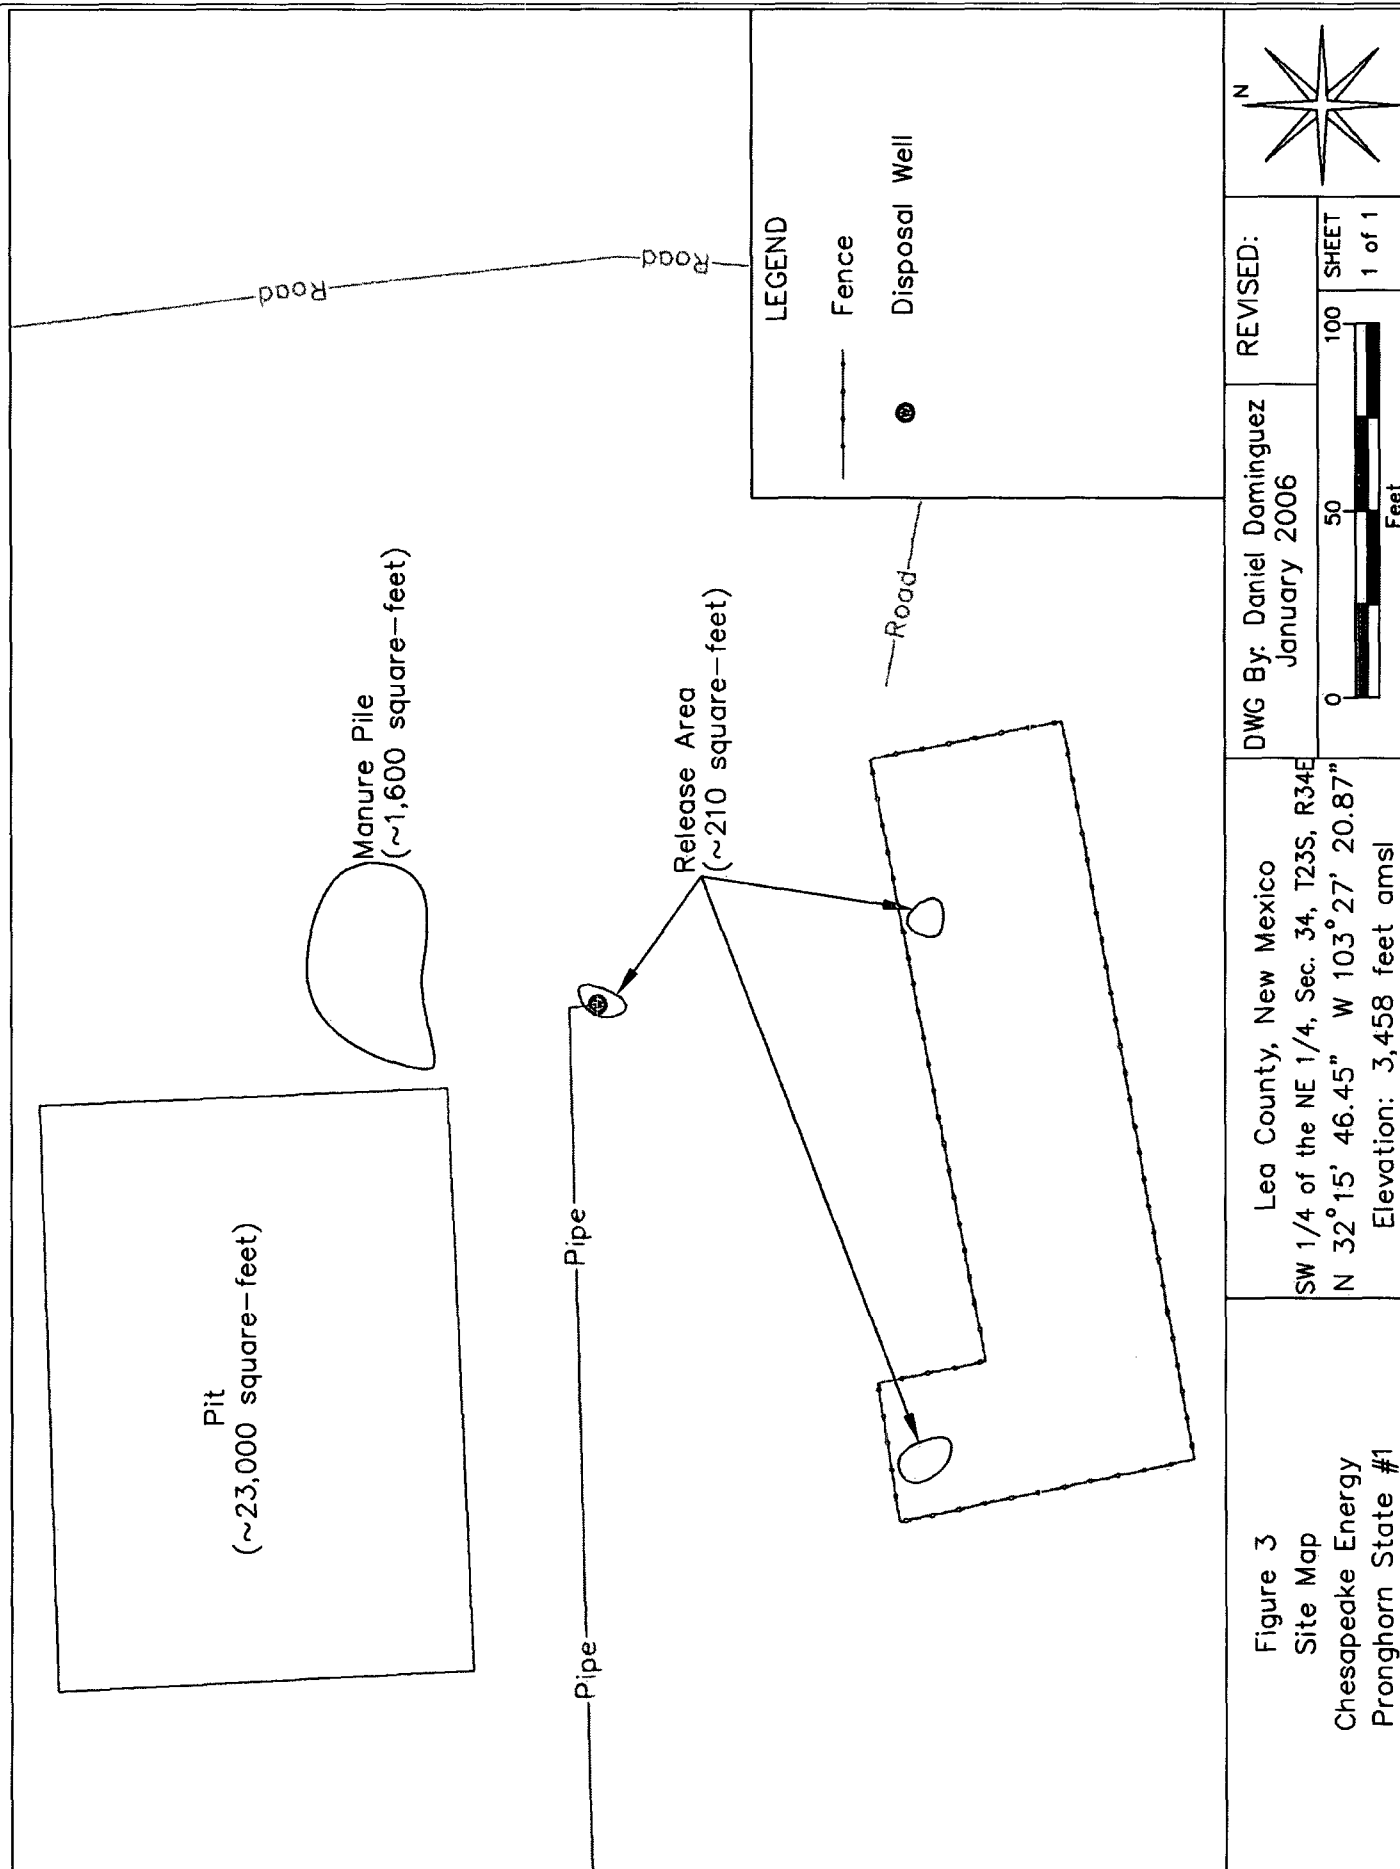 Pit
(~23,000 square-feet)
Manure Pile
(~1,600 square-feet)
Road
Road
Pipe
Pipe
Release Area
(~210 square-feet)
Road
LEGEND
Fence
Disposal Well
Figure 3
Site Map
Chesapeake Energy
Pronghorn State #1
Lea County, New Mexico
SW 1/4 of the NE 1/4, Sec. 34, T23S, R34E
N 32°15' 46.45" W 103°27' 20.87"
Elevation: 3,458 feet amsl
DWG By: Daniel Dominguez
January 2006
REVISED:
0 50 100
Feet
SHEET
1 of 1
N